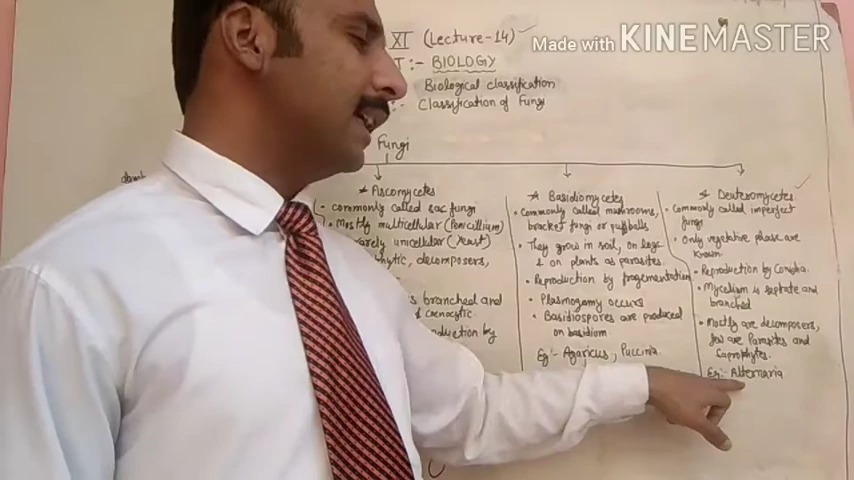 Made with KINEMASTER
XI (Lecture-14)
T :- BIOLOGY
Biological classification
:- Classification of Fungi
Fungi
* Ascomycetes
• commonly called sac fungi
• Mostly multicellular (Penicillium)
rarely unicellular (Yeast)
decomposers,
is branched and
Coenocytic
production by
* Basidiomycetes
• Commonly called mushrooms,
bracket fungi or puffballs
• They grow in soil, on logs
& on plants as parasites.
• Reproduction by fragementation
• Plasmogamy occurs
• Basidiospores are produced
on basidium
Eg:- Agaricus, Puccinia
* Deuteromycetes
• Commonly called imperfect
fungi
• Only vegetative phase are
known.
• Reproduction by Conidia.
• Mycelium is septate and
branched
• Mostly are decomposers,
few are Parasites and
Saprophytes.
Eg:- Alternaria